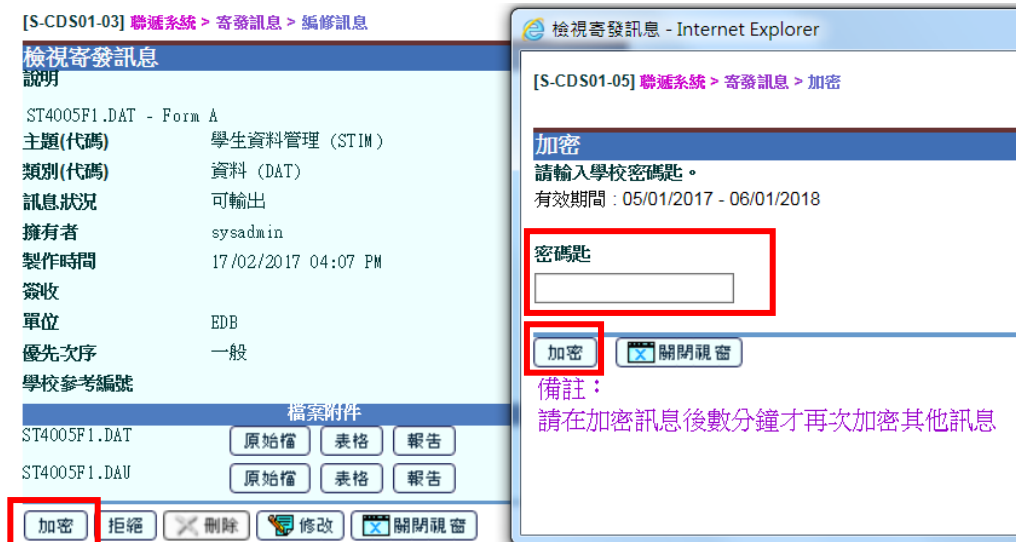 [S-CDS01-03] 聯遞系統 > 寄發訊息 > 編修訊息
檢視寄發訊息
說明
ST4005F1.DAT - Form A
主題(代碼) 學生資料管理 (STIM)
類別(代碼) 資料 (DAT)
訊息狀況 可輸出
擁有者 sysadmin
製作時間 17/02/2017 04:07 PM
簽收
單位 EDB
優先次序 一般
學校參考編號
檔案附件
ST4005F1.DAT 原始檔 表格 報告
ST4005F1.DAU 原始檔 表格 報告
加密 拒絕 刪除 修改 關閉視窗
檢視寄發訊息 - Internet Explorer
[S-CDS01-05] 聯遞系統 > 寄發訊息 > 加密
加密
請輸入學校密碼匙。
有效期間 : 05/01/2017 - 06/01/2018
密碼匙
加密 關閉視窗
備註：
請在加密訊息後數分鐘才再次加密其他訊息